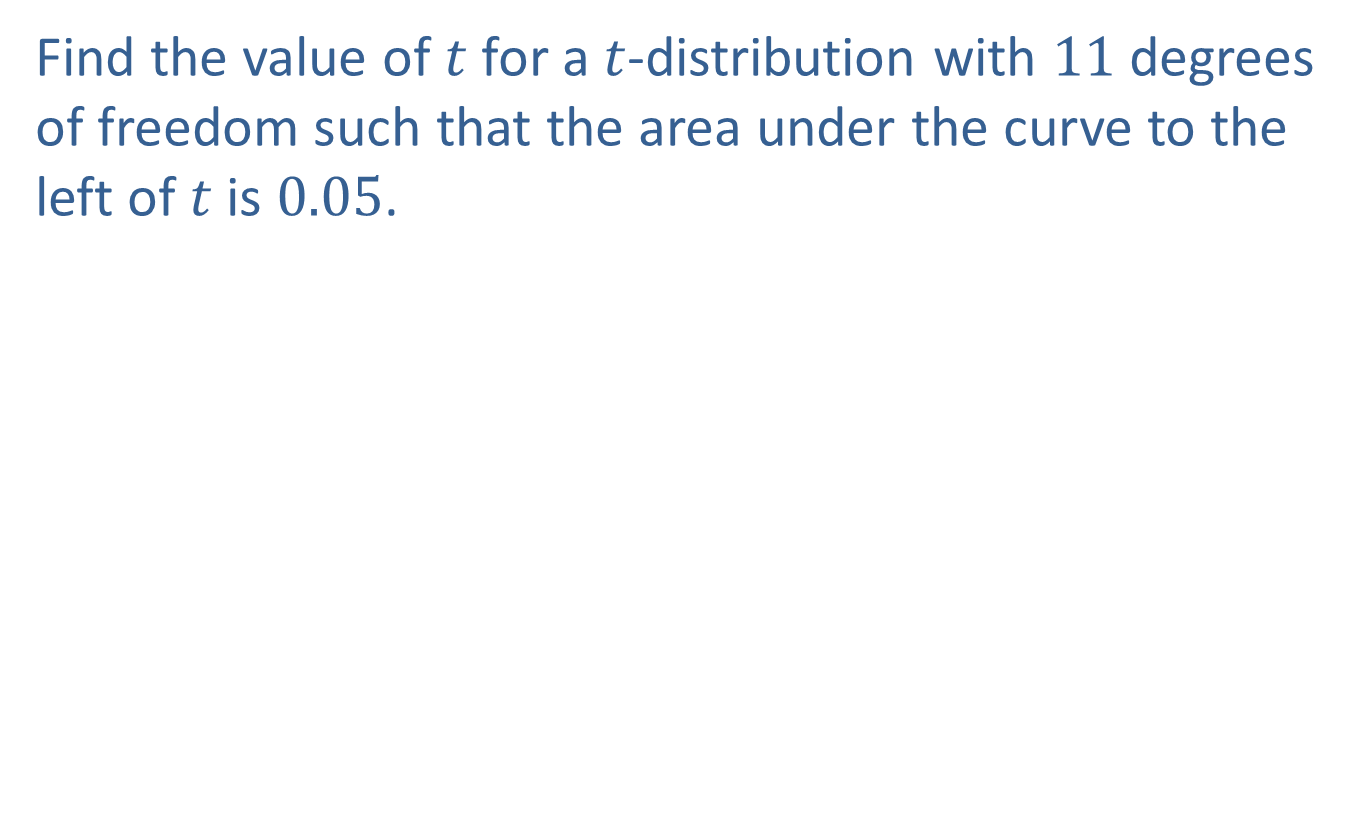 Find the value of t for a t-distribution with 11 degrees
of freedom such that the area under the curve to the
left of t is 0.05.